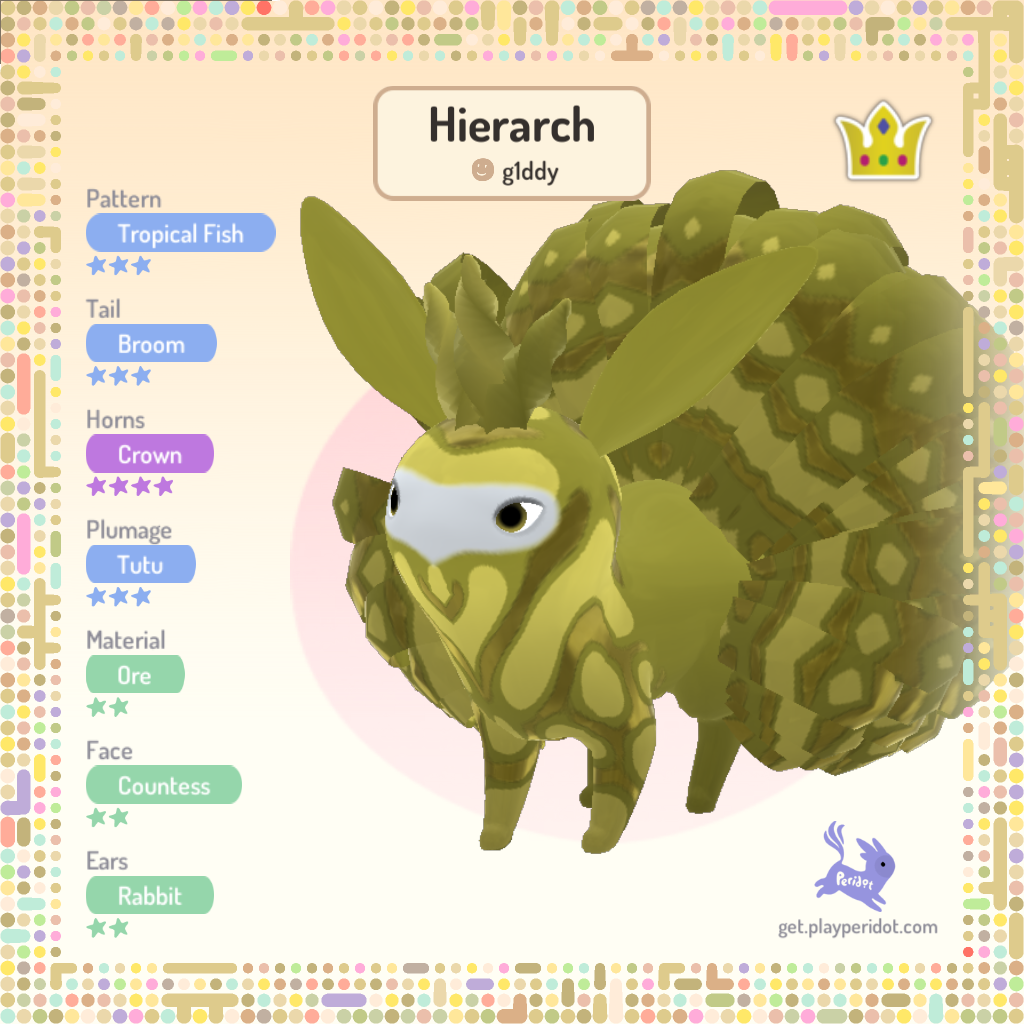 Hierarch
g1ddy
Pattern
Tropical Fish
Tail
Broom
Horns
Crown
Plumage
Tutu
Material
Ore
Face
Countess
Ears
Rabbit
Peridot
get.playperidot.com